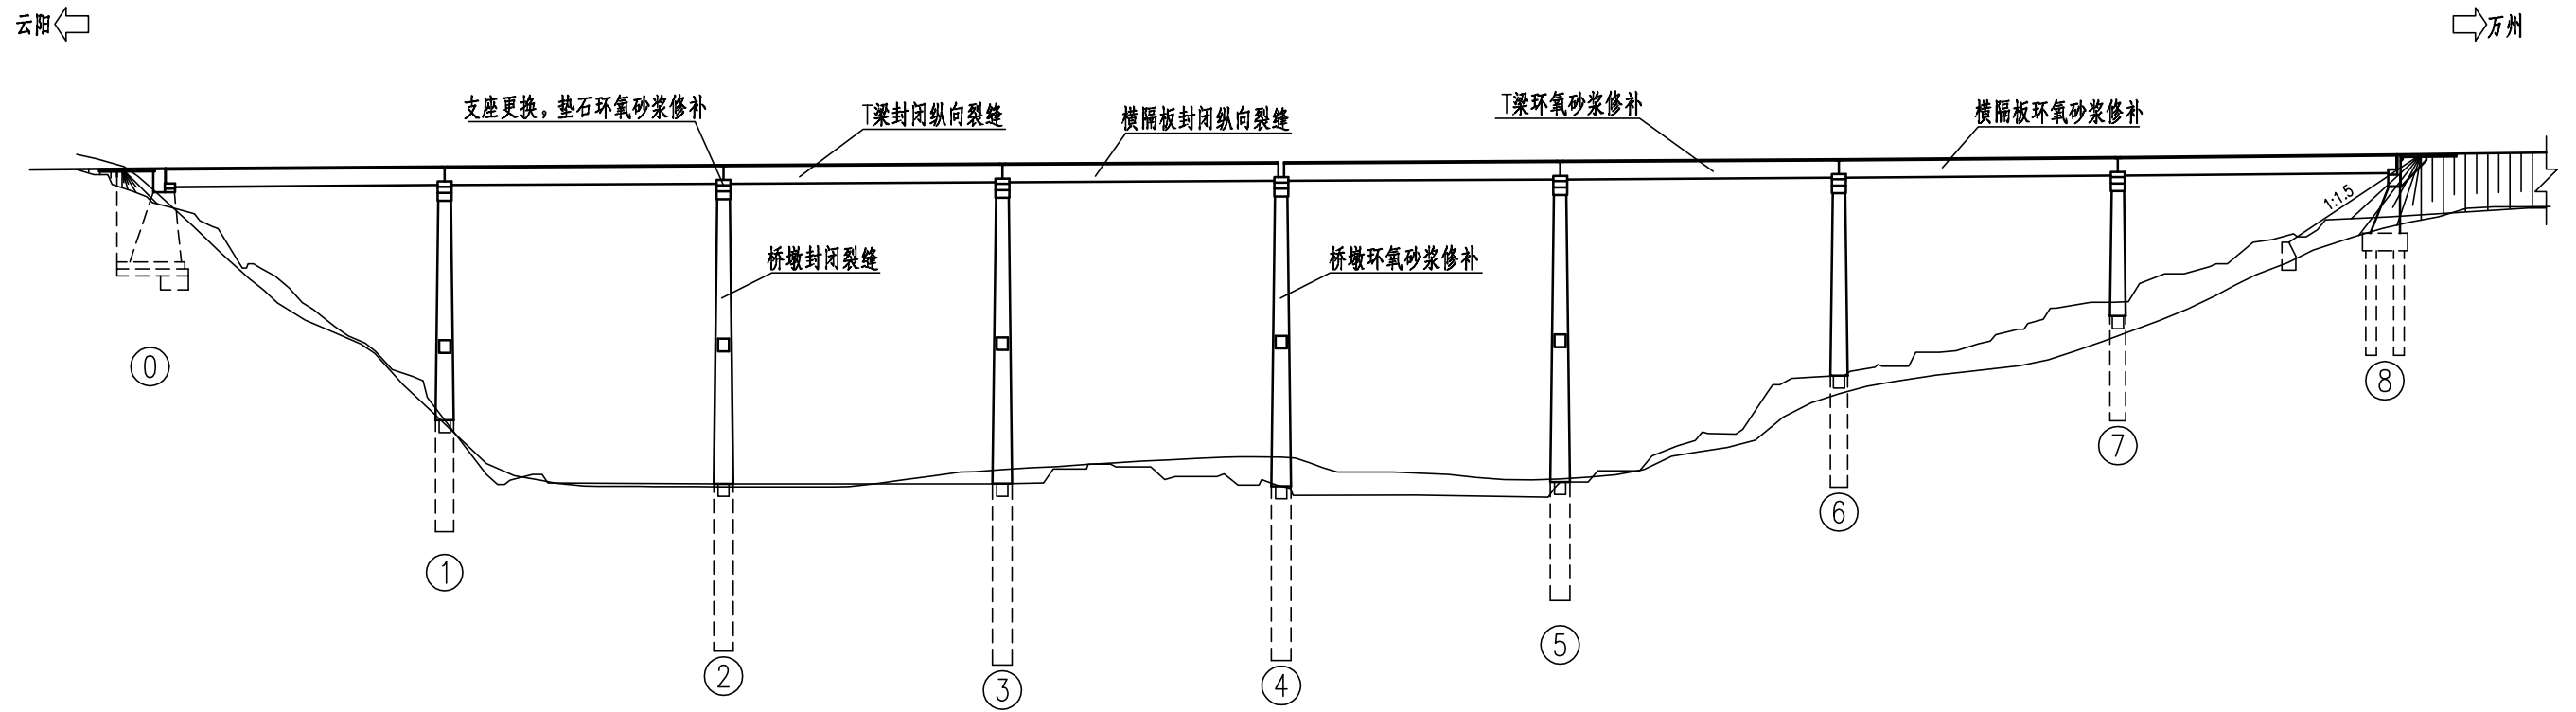 云阳
万州
支座更换，垫石环氧砂浆修补
T梁封闭纵向裂缝
横隔板封闭纵向裂缝
T梁环氧砂浆修补
横隔板环氧砂浆修补
1:1.5
桥墩封闭裂缝
桥墩环氧砂浆修补
0
1
2
3
4
5
6
7
8